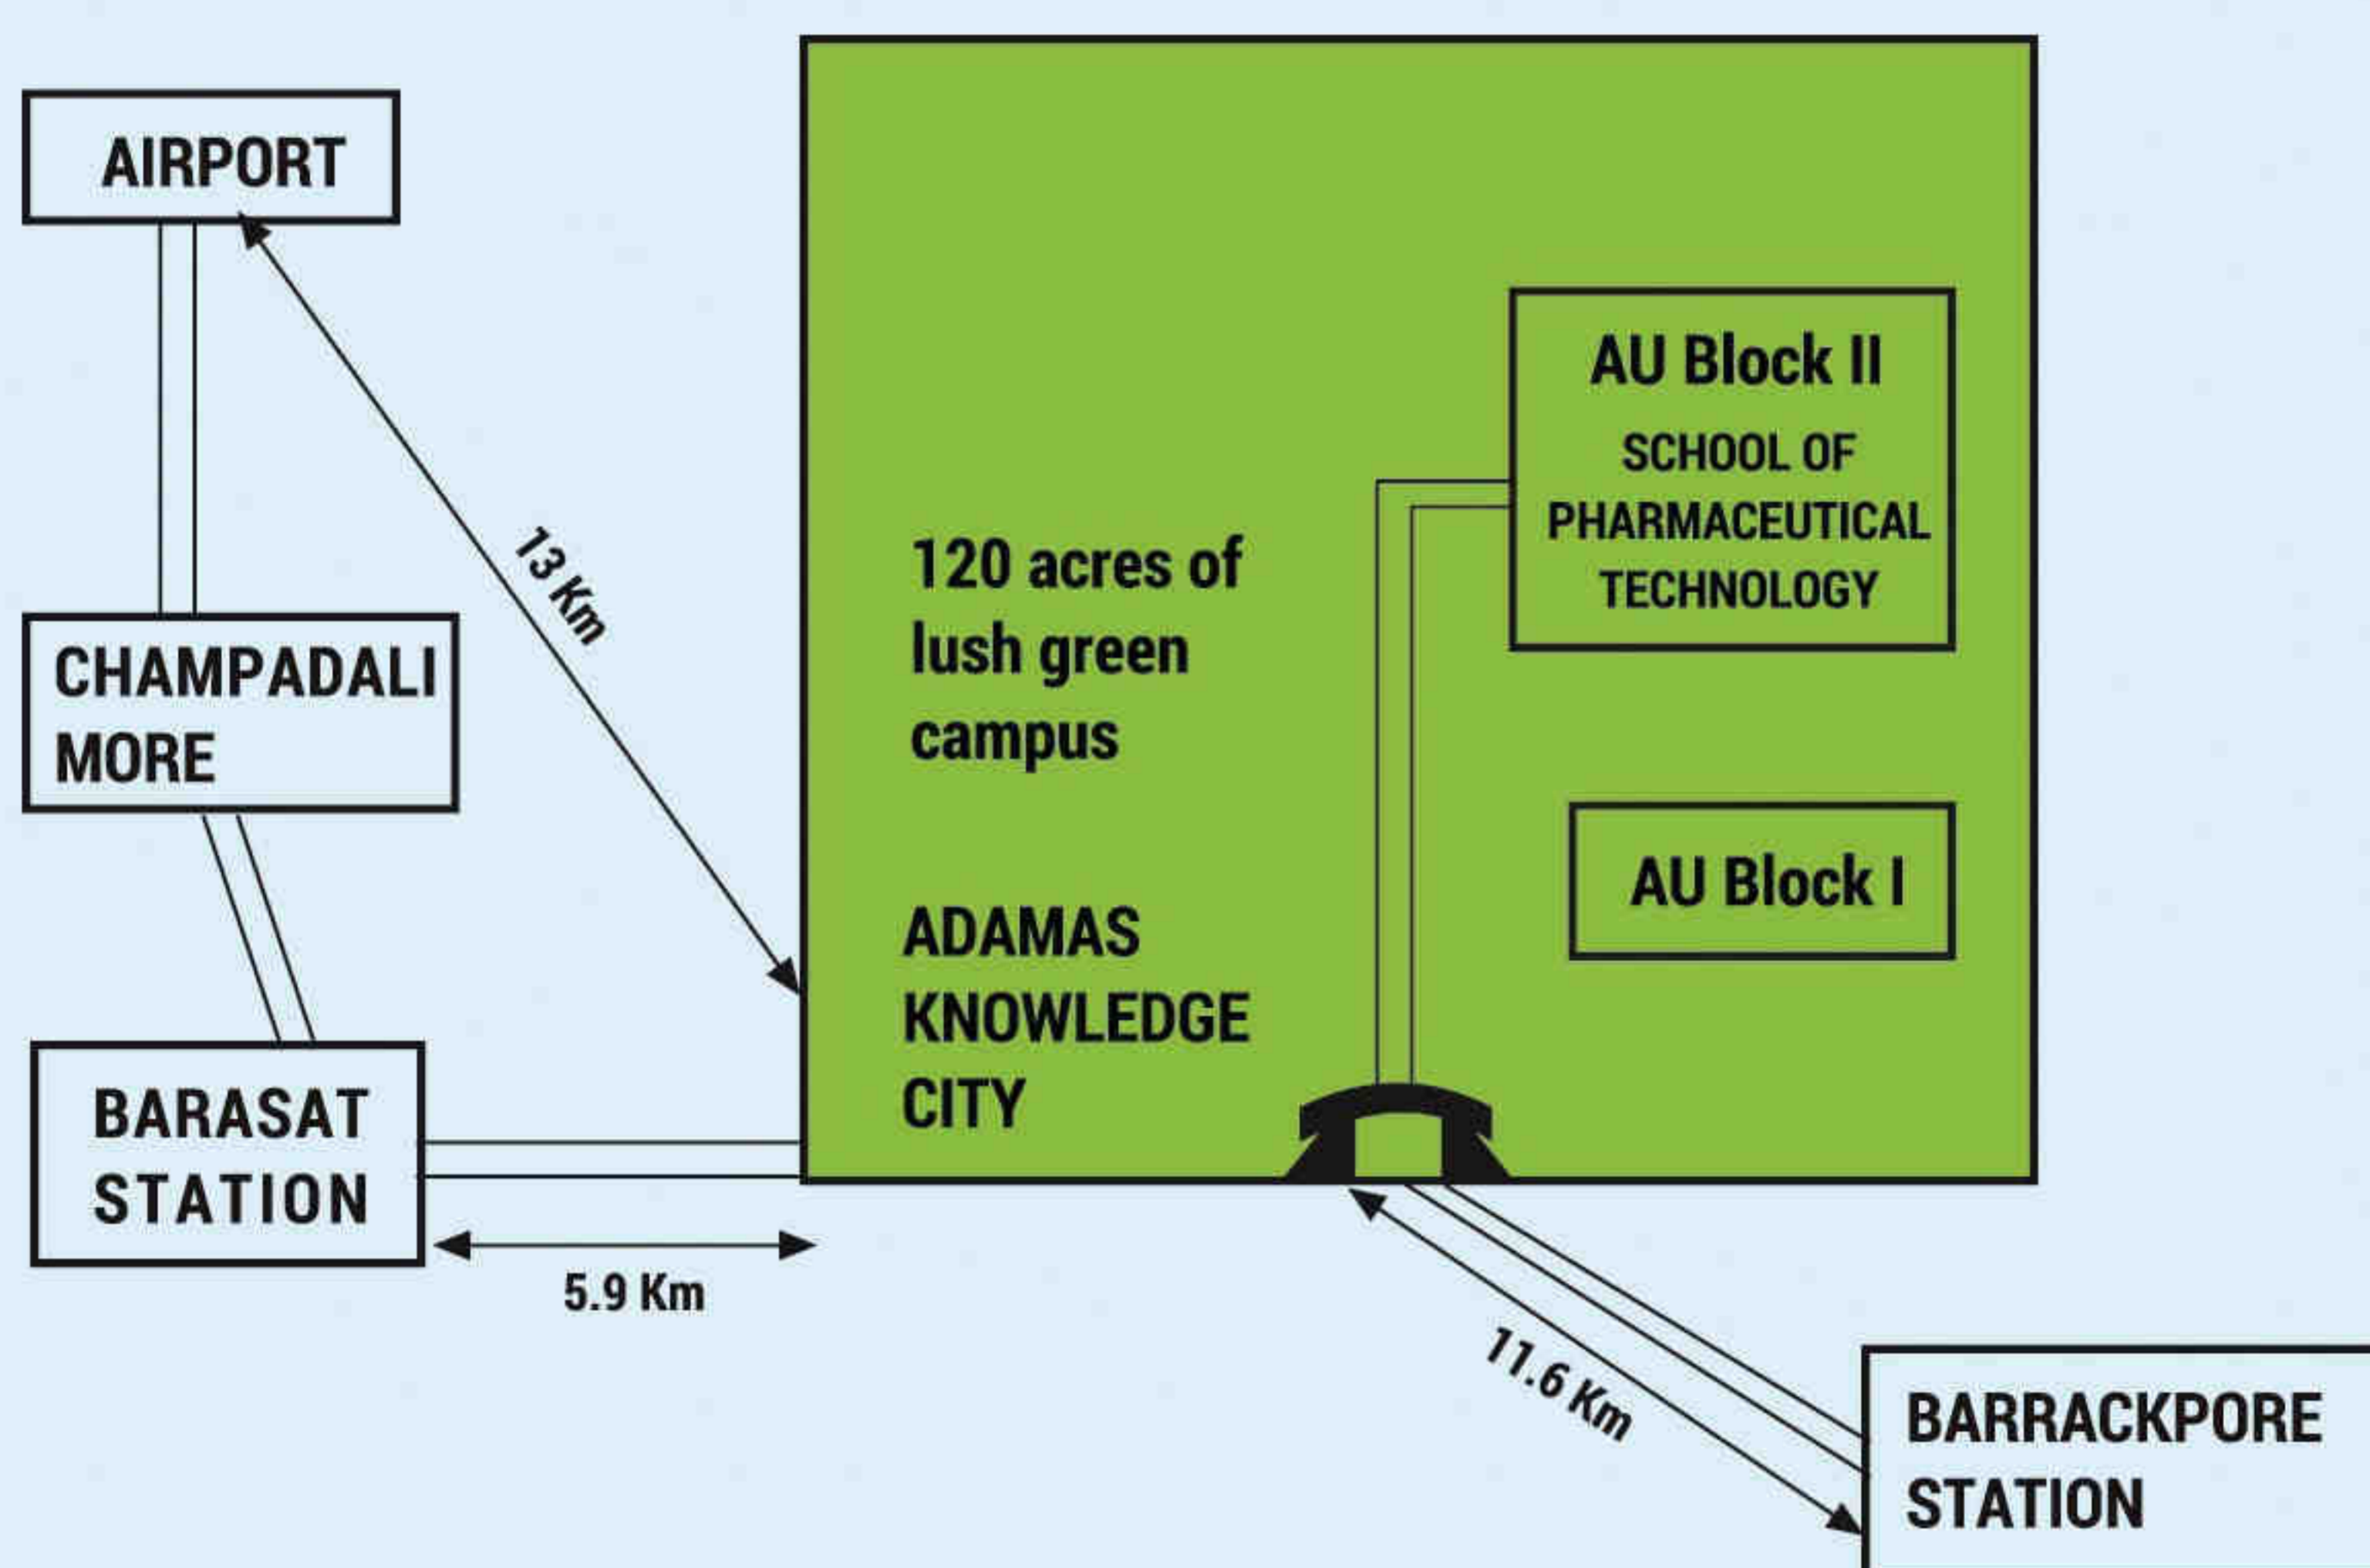 AIRPORT
13 Km
CHAMPADALI
MORE
BARASAT
STATION
5.9 Km
120 acres of
lush green
campus
ADAMAS
KNOWLEDGE
CITY
AU Block II
SCHOOL OF
PHARMACEUTICAL
TECHNOLOGY
AU Block I
11.6 Km
BARRACKPORE
STATION